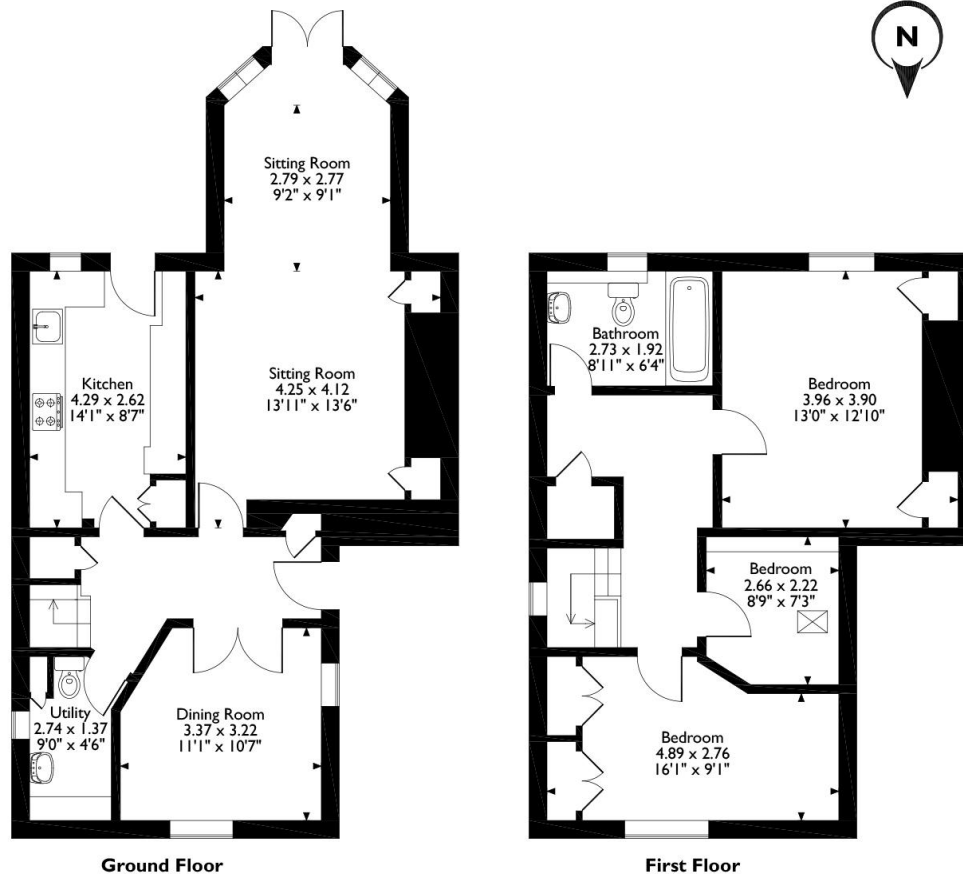 N
Sitting Room
2.79 x 2.77
9'2" x 9'1"
Sitting Room
4.25 x 4.12
13'11" x 13'6"
Kitchen
4.29 x 2.62
14'1" x 8'7"
Utility
2.74 x 1.37
9'0" x 4'6"
Dining Room
3.37 x 3.22
11'1" x 10'7"
Ground Floor
Bathroom
2.73 x 1.92
8'11" x 6'4"
Bedroom
3.96 x 3.90
13'0" x 12'10"
Bedroom
2.66 x 2.22
8'9" x 7'3"
Bedroom
4.89 x 2.76
16'1" x 9'1"
First Floor